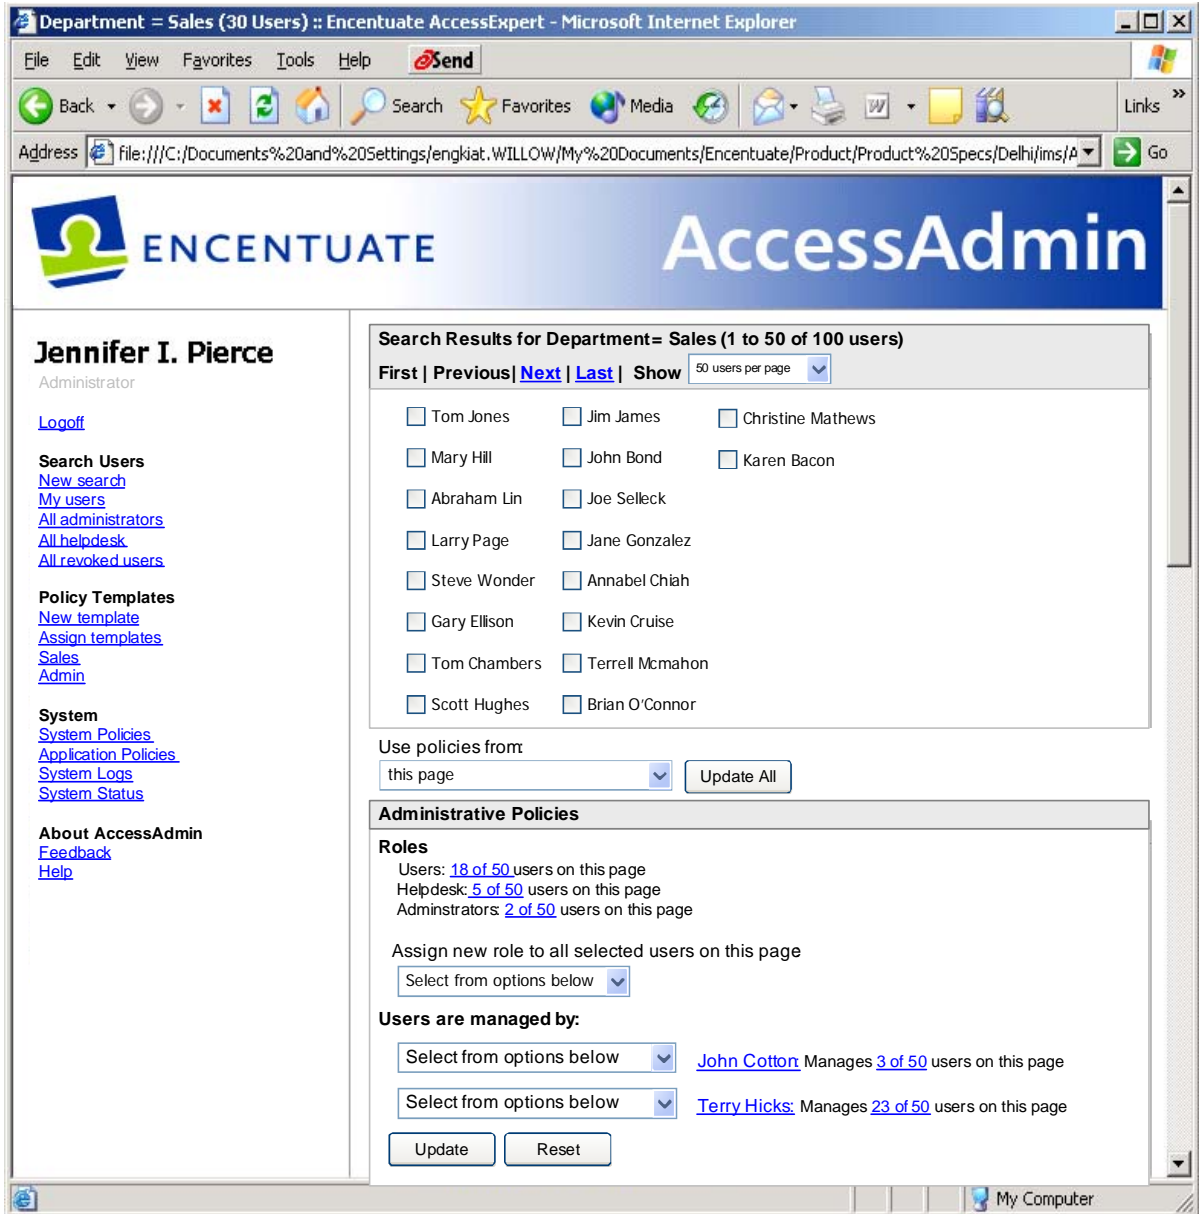 Department = Sales (30 Users) :: Encentuate AccessExpert - Microsoft Internet Explorer
File Edit View Favorites Tools Help Send
Back Search Favorites Media Links »
Address file:///C:/Documents%20and%20Settings/engkiat.WILLOW/My%20Documents/Encentuate/Product/Product%20Specs/Delhi/ims/A Go
ENCENTUATE AccessAdmin
Jennifer I. Pierce
Administrator
Logoff
Search Users
New search
My users
All administrators
All helpdesk
All revoked users
Policy Templates
New template
Assign templates
Sales
Admin
System
System Policies
Application Policies
System Logs
System Status
About AccessAdmin
Feedback
Help
Search Results for Department= Sales (1 to 50 of 100 users)
First | Previous| Next | Last | Show 50 users per page
Tom Jones Jim James Christine Mathews
Mary Hill John Bond Karen Bacon
Abraham Lin Joe Selleck
Larry Page Jane Gonzalez
Steve Wonder Annabel Chiah
Gary Ellison Kevin Cruise
Tom Chambers Terrell Mcmahon
Scott Hughes Brian O'Connor
Use policies from:
this page Update All
Administrative Policies
Roles
Users: 18 of 50 users on this page
Helpdesk: 5 of 50 users on this page
Adminstrators: 2 of 50 users on this page
Assign new role to all selected users on this page
Select from options below
Users are managed by:
Select from options below John Cotton: Manages 3 of 50 users on this page
Select from options below Terry Hicks: Manages 23 of 50 users on this page
Update Reset
My Computer